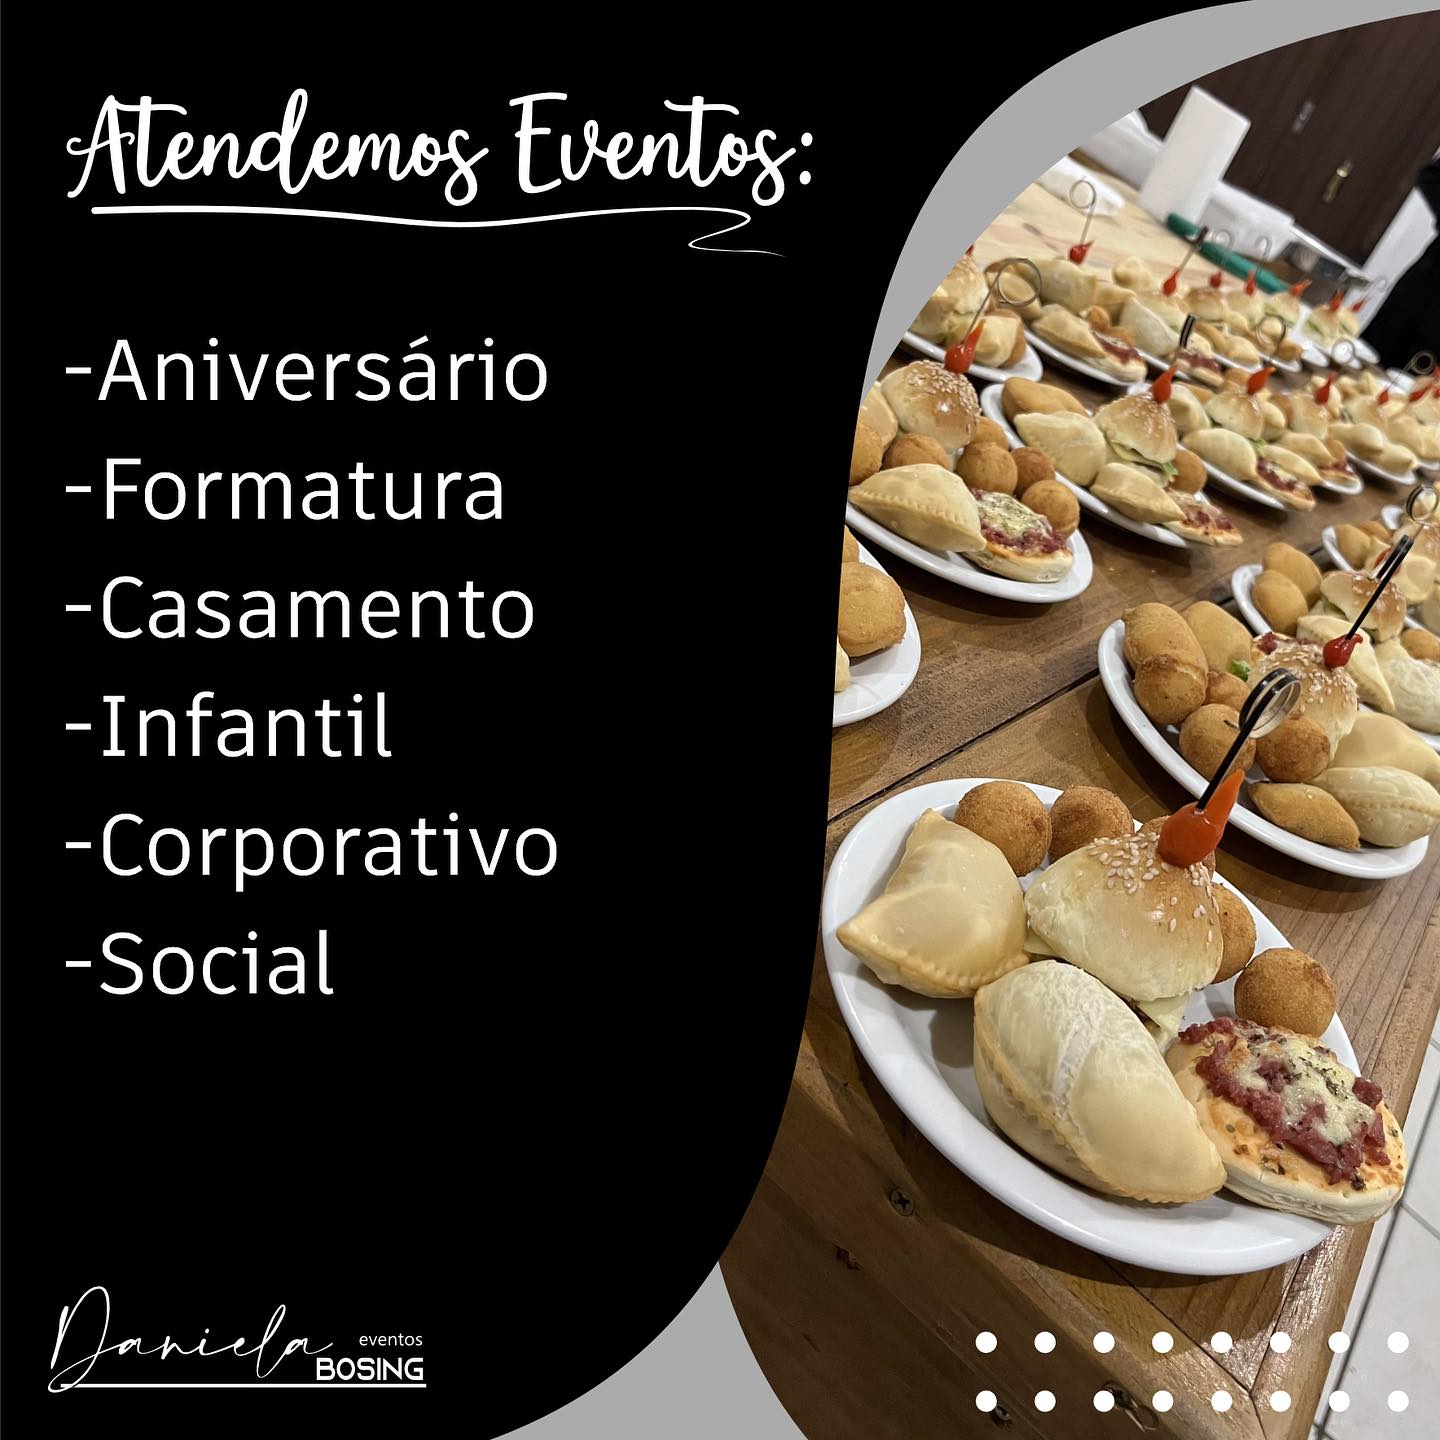 Atendemos Eventos:
-Aniversário
-Formatura
-Casamento
-Infantil
-Corporativo
-Social
Daniela eventos
BOSING